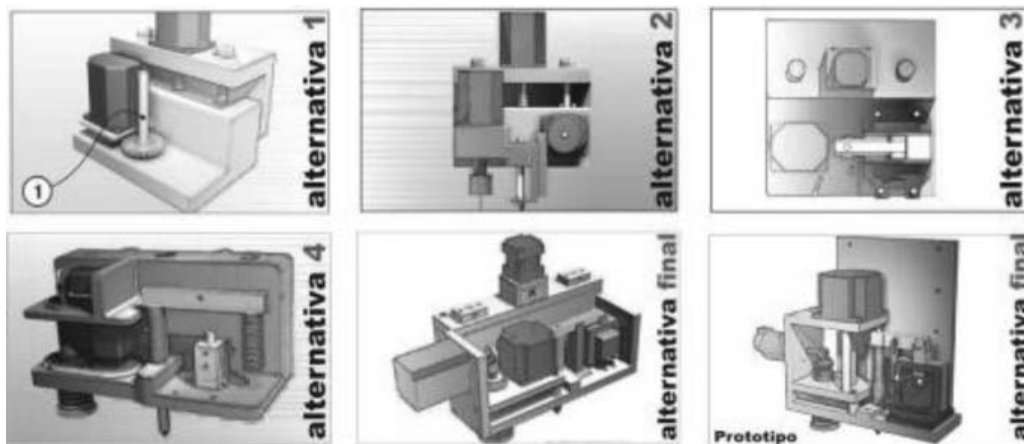 alternativa 1
1
alternativa 2
alternativa 3
alternativa 4
alternativa final
alternativa final
Prototipo